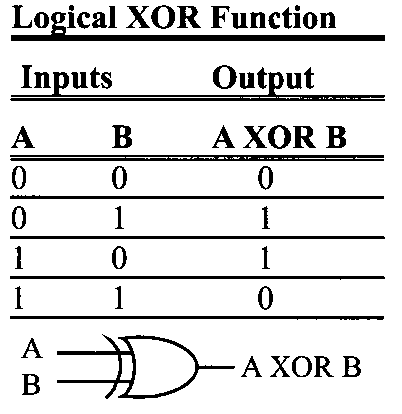 Logical XOR Function
Inputs Output
A B A XOR B
0 0 0
0 1 1
1 0 1
1 1 0
A
B
A XOR B